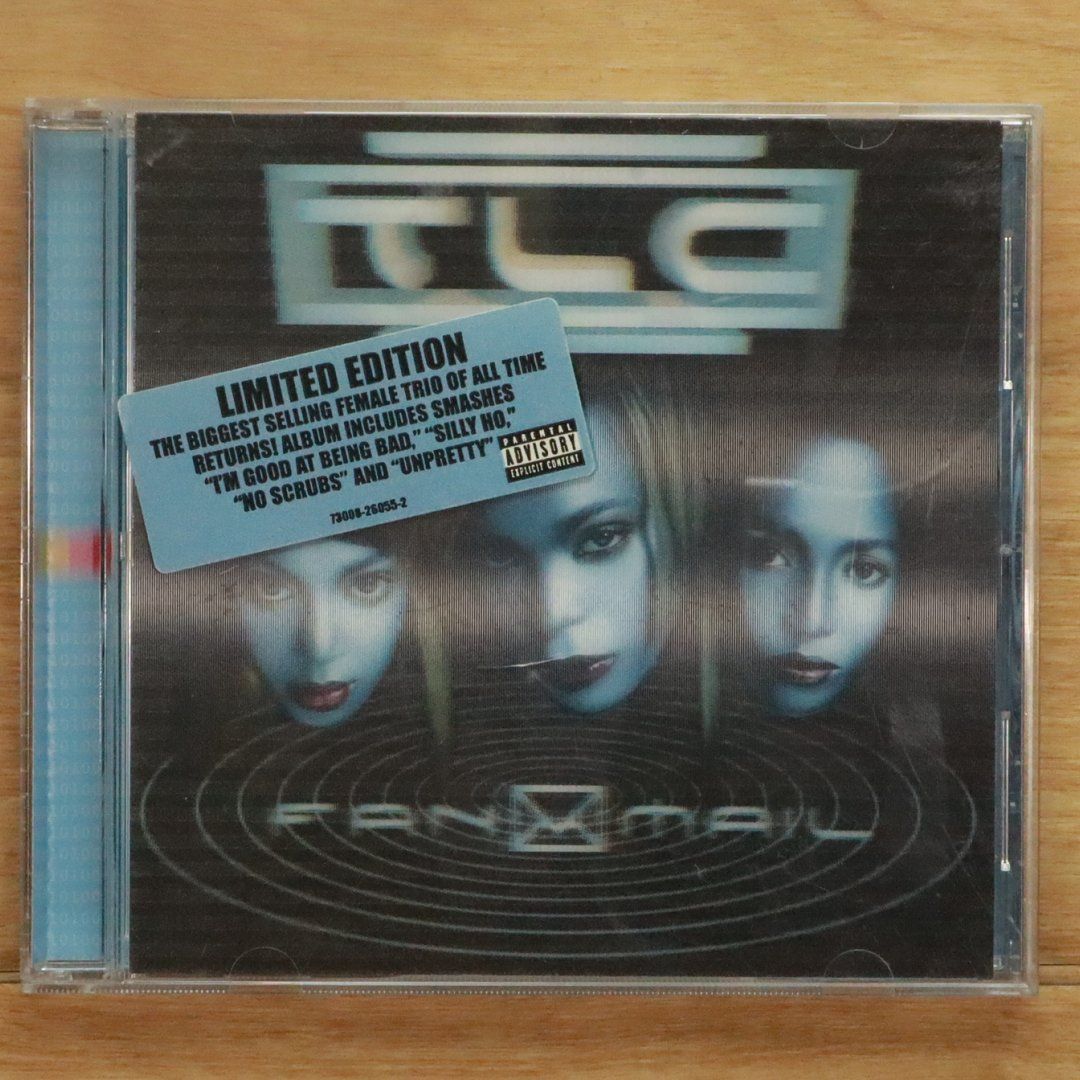 TLC
LIMITED EDITION
THE BIGGEST SELLING FEMALE TRIO OF ALL TIME
RETURNS! ALBUM INCLUDES SMASHES
“I'M GOOD AT BEING BAD,” “SILLY HO,”
“NO SCRUBS” AND “UNPRETTY”
73008-26055-2
PARENTAL
ADVISORY
EXPLICIT CONTENT
FANMAIL